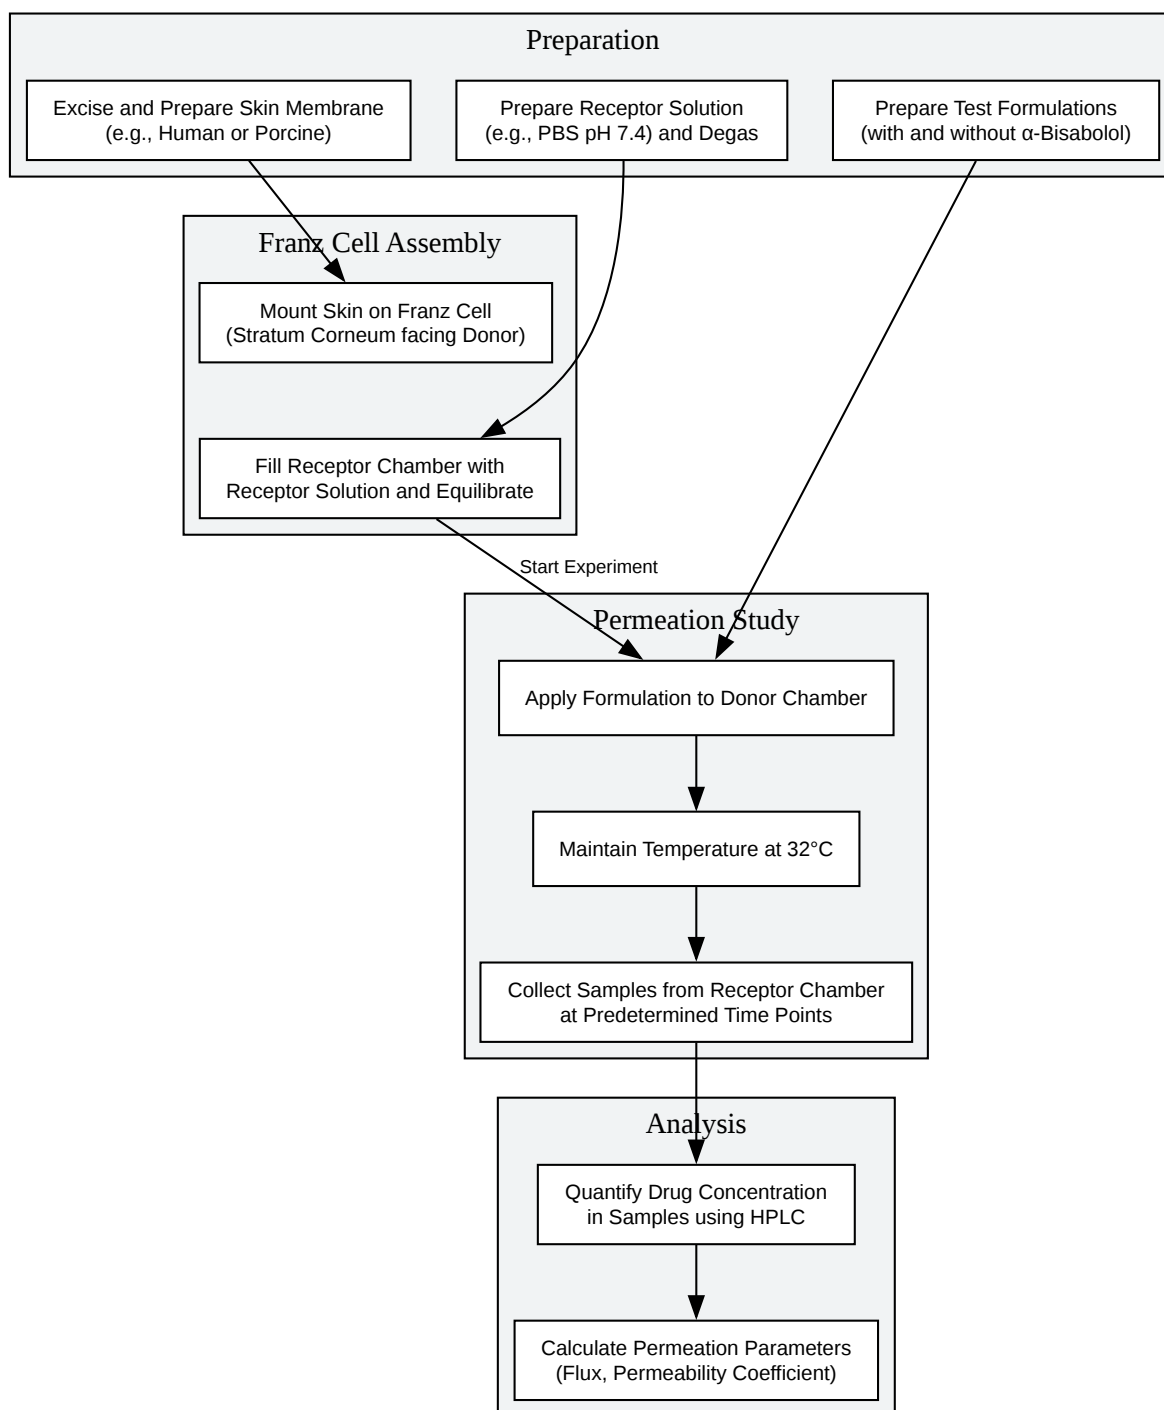 Preparation
Excise and Prepare Skin Membrane
(e.g., Human or Porcine)
Prepare Receptor Solution
(e.g., PBS pH 7.4) and Degas
Prepare Test Formulations
(with and without α-Bisabolol)
Franz Cell Assembly
Mount Skin on Franz Cell
(Stratum Corneum facing Donor)
Fill Receptor Chamber with
Receptor Solution and Equilibrate
Start Experiment
Permeation Study
Apply Formulation to Donor Chamber
Maintain Temperature at 32°C
Collect Samples from Receptor Chamber
at Predetermined Time Points
Analysis
Quantify Drug Concentration
in Samples using HPLC
Calculate Permeation Parameters
(Flux, Permeability Coefficient)